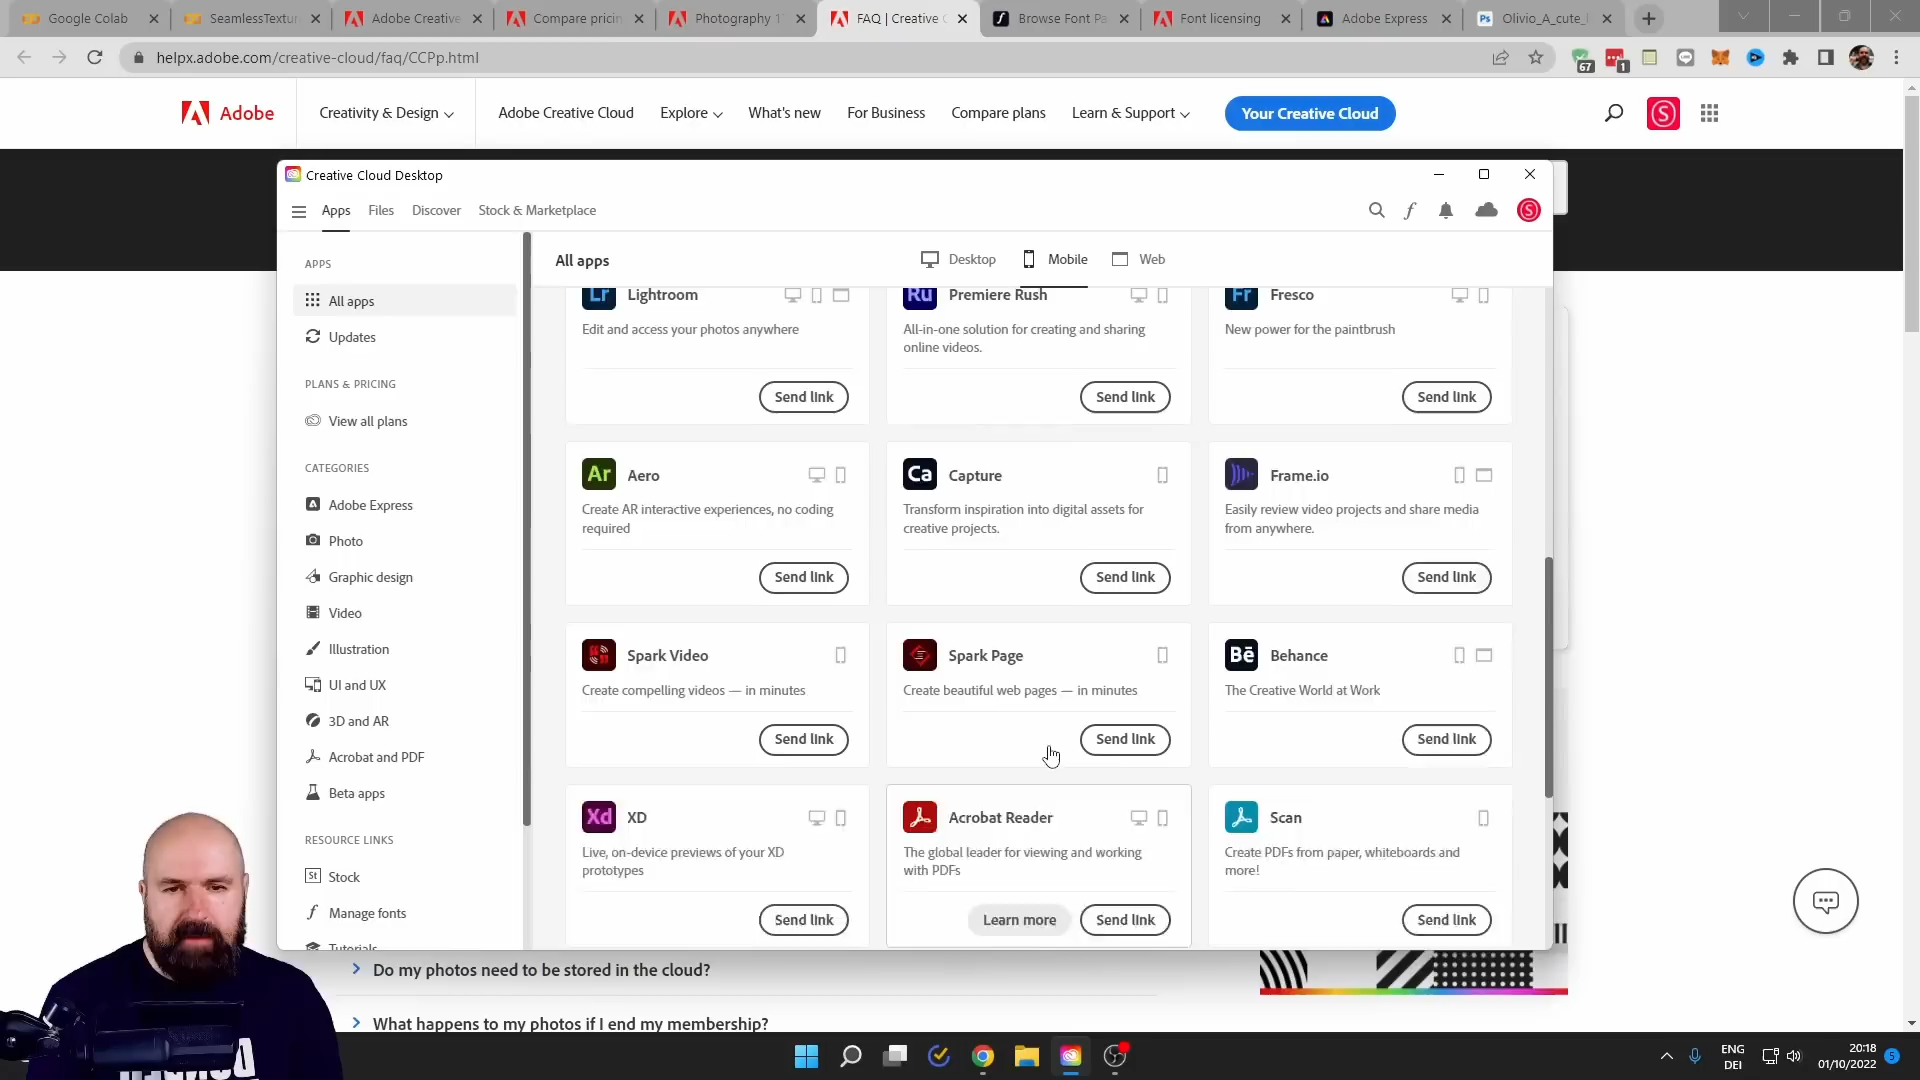 Google Colab
SeamlessTextur
Adobe Creative
Compare pricin
Photography 1
FAQ | Creative C
Browse Font Pa
Font licensing
Adobe Express
Olivio_A_cute_
helpx.adobe.com/creative-cloud/faq/CCPp.html
67
1
Adobe
Creativity & Design
Adobe Creative Cloud
Explore
What's new
For Business
Compare plans
Learn & Support
Your Creative Cloud
Creative Cloud Desktop
Apps
Files
Discover
Stock & Marketplace
APPS
All apps
Updates
PLANS & PRICING
View all plans
CATEGORIES
Adobe Express
Photo
Graphic design
Video
Illustration
UI and UX
3D and AR
Acrobat and PDF
Beta apps
RESOURCE LINKS
St Stock
Manage fonts
Tutorials
All apps
Desktop
Mobile
Web
Lr Lightroom
Edit and access your photos anywhere
Send link
Ru Premiere Rush
All-in-one solution for creating and sharing
online videos.
Send link
Fr Fresco
New power for the paintbrush
Send link
Ar Aero
Create AR interactive experiences, no coding
required
Send link
Ca Capture
Transform inspiration into digital assets for
creative projects.
Send link
Frame.io
Easily review video projects and share media
from anywhere.
Send link
Spark Video
Create compelling videos — in minutes
Send link
Spark Page
Create beautiful web pages — in minutes
Send link
Bē Behance
The Creative World at Work
Send link
Xd XD
Live, on-device previews of your XD
prototypes
Send link
Acrobat Reader
The global leader for viewing and working
with PDFs
Learn more
Send link
Scan
Create PDFs from paper, whiteboards and
more!
Send link
Do my photos need to be stored in the cloud?
What happens to my photos if I end my membership?
ENG
DEI
20:18
01/10/2022
5